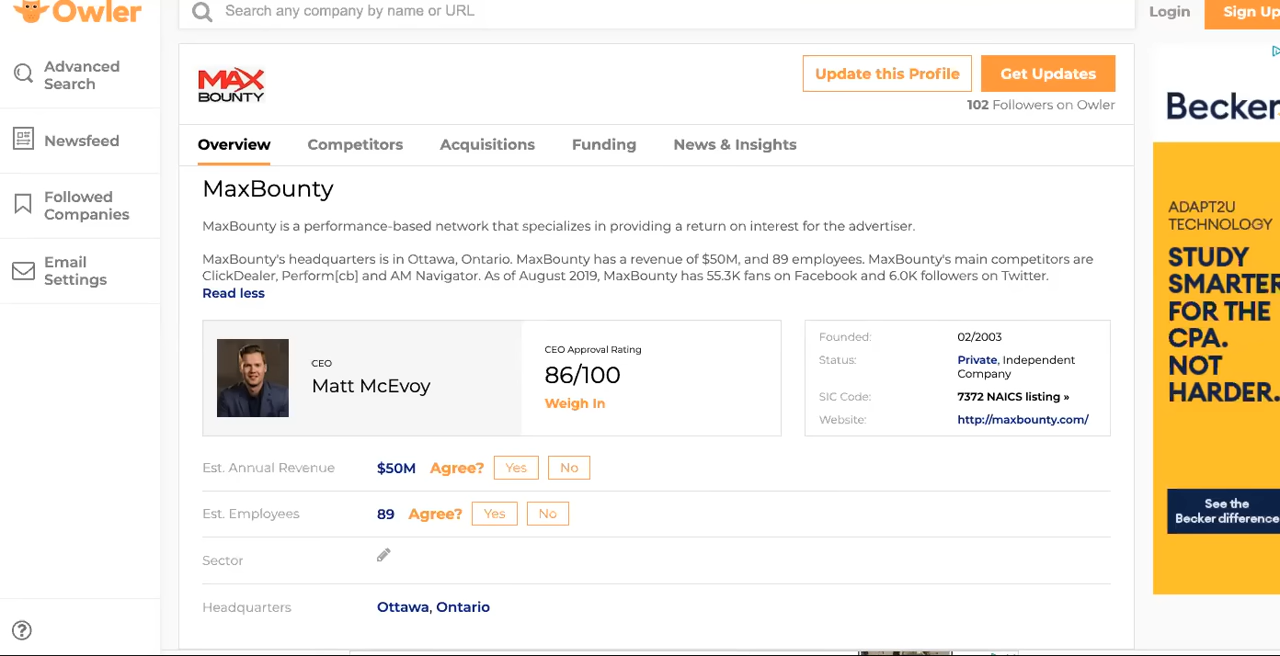 Owler
Search any company by name or URL
Login
Sign Up
Advanced
Search
Newsfeed
Followed
Companies
Email
Settings
MAX
BOUNTY
Update this Profile
Get Updates
102 Followers on Owler
Overview
Competitors
Acquisitions
Funding
News & Insights
MaxBounty
MaxBounty is a performance-based network that specializes in providing a return on interest for the advertiser.
MaxBounty's headquarters is in Ottawa, Ontario. MaxBounty has a revenue of $50M, and 89 employees. MaxBounty's main competitors are
ClickDealer, Perform[cb] and AM Navigator. As of August 2019, MaxBounty has 55.3K fans on Facebook and 6.0K followers on Twitter.
Read less
CEO
Matt McEvoy
CEO Approval Rating
86/100
Weigh In
Founded: 02/2003
Status: Private, Independent
Company
SIC Code: 7372 NAICS listing »
Website: http://maxbounty.com/
Est. Annual Revenue $50M Agree? Yes No
Est. Employees 89 Agree? Yes No
Sector
Headquarters Ottawa, Ontario
Becker
ADAPT2U
TECHNOLOGY
STUDY
SMARTER
FOR THE
CPA.
NOT
HARDER.
See the
Becker difference